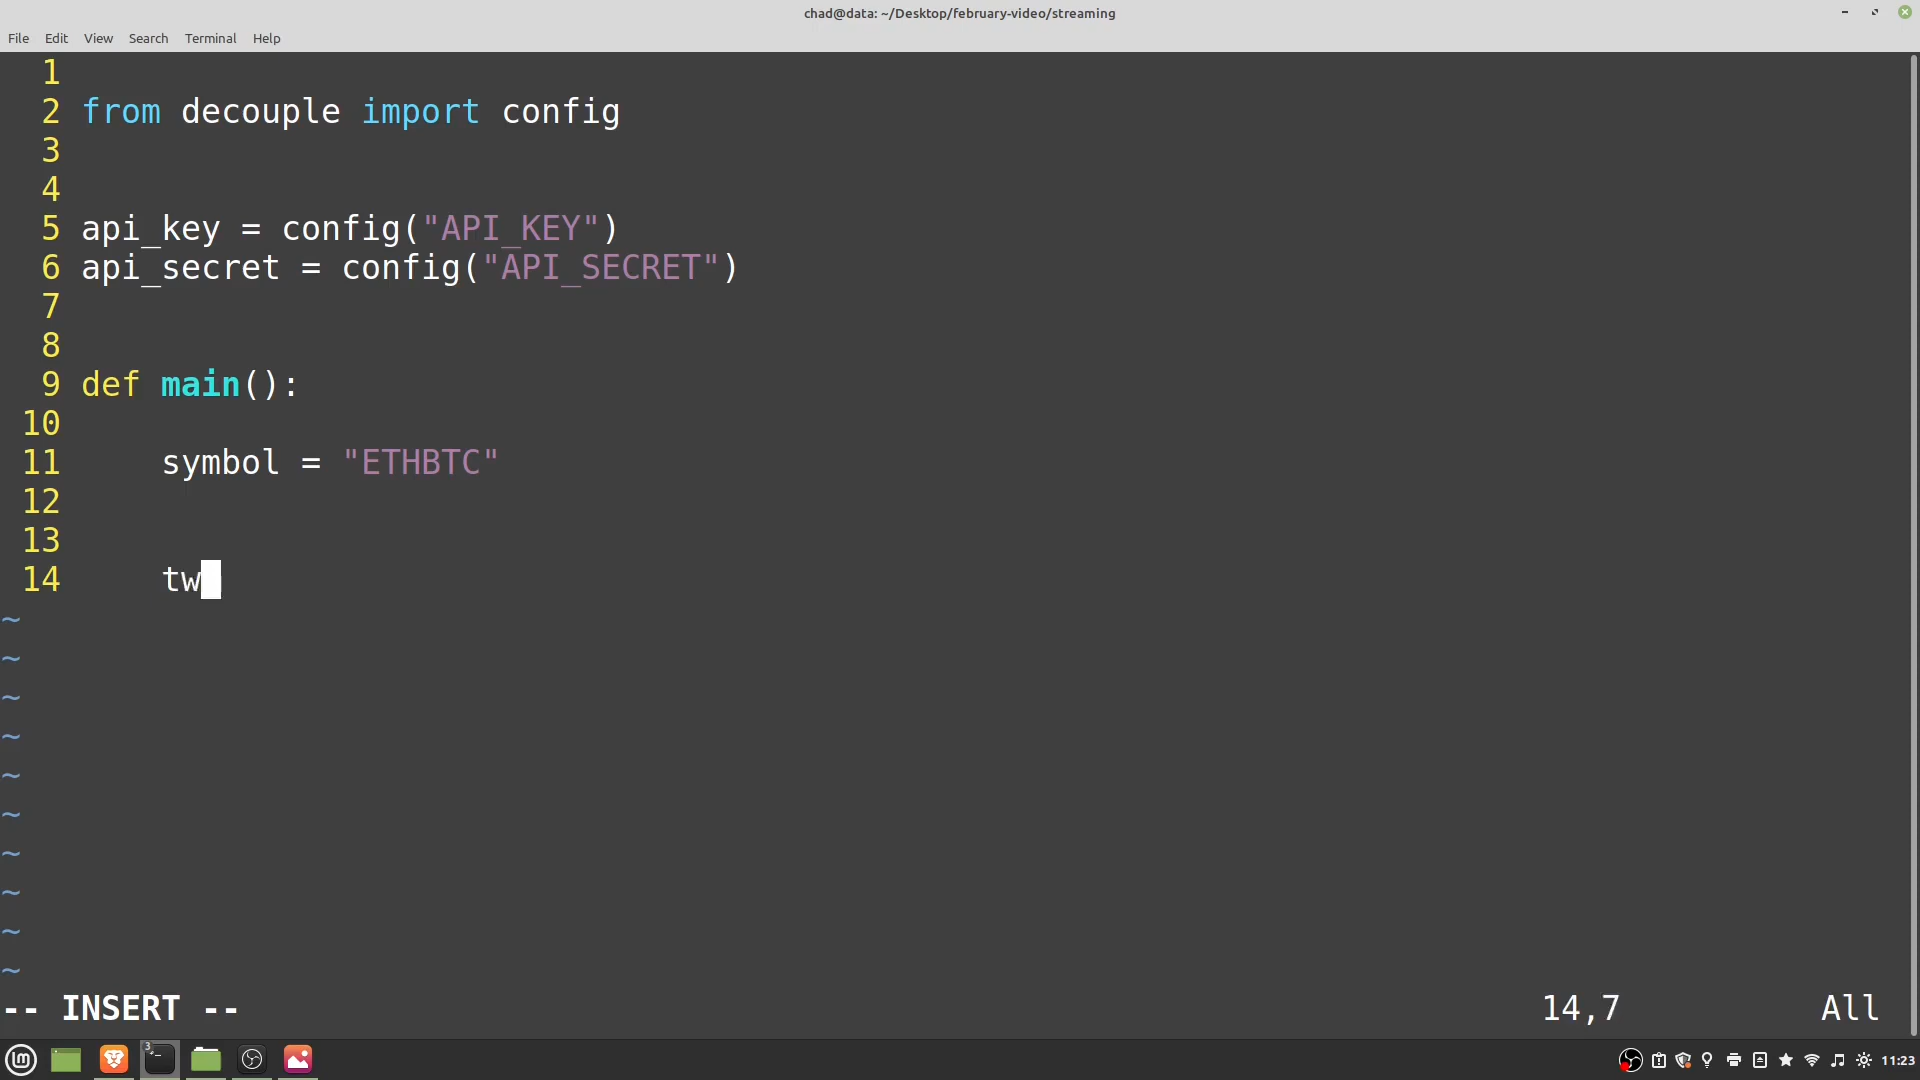 chad@data: ~/Desktop/february-video/streaming
File Edit View Search Terminal Help
1
2 from decouple import config
3
4
5 api_key = config("API_KEY")
6 api_secret = config("API_SECRET")
7
8
9 def main():
10
11     symbol = "ETHBTC"
12
13
14     tw
~
~
~
~
~
~
~
~
~
~
-- INSERT -- 14,7 All
3 11:23